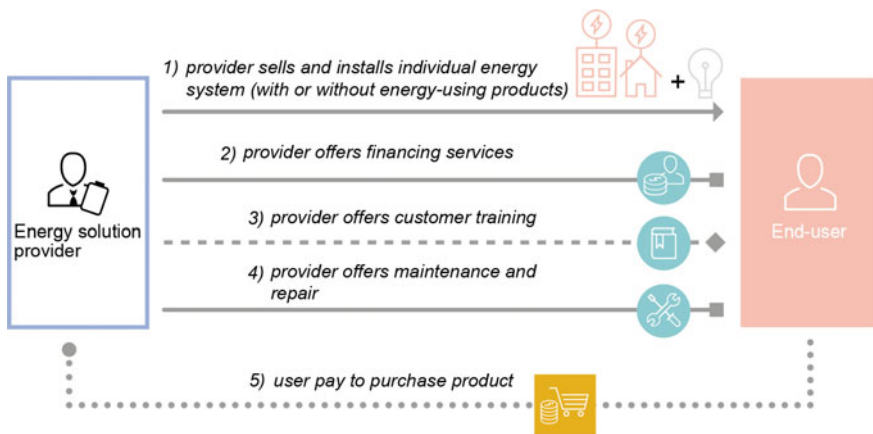 1) provider sells and installs individual energy
system (with or without energy-using products)
+
2) provider offers financing services
3) provider offers customer training
Energy solution
provider
End-user
4) provider offers maintenance and
repair
5) user pay to purchase product